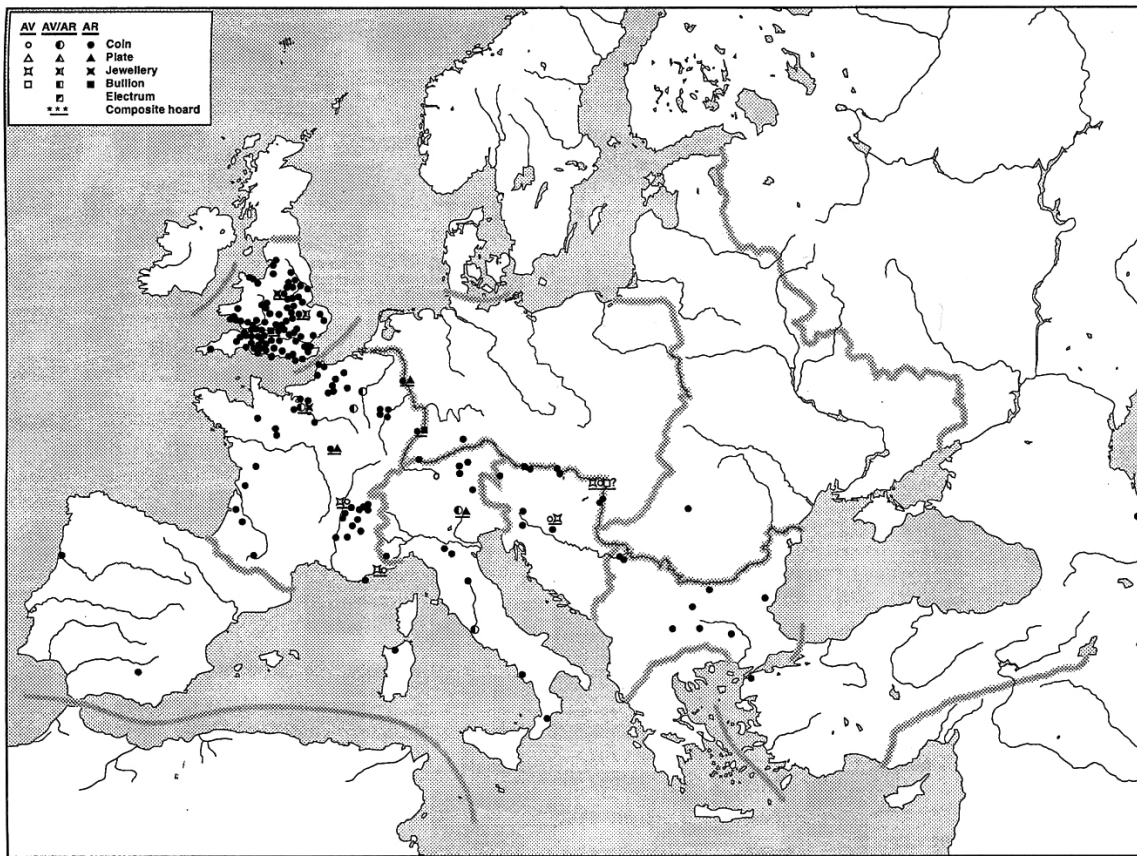 AV AV/AR AR
Coin
Plate
Jewellery
Bullion
Electrum
*** Composite hoard
?